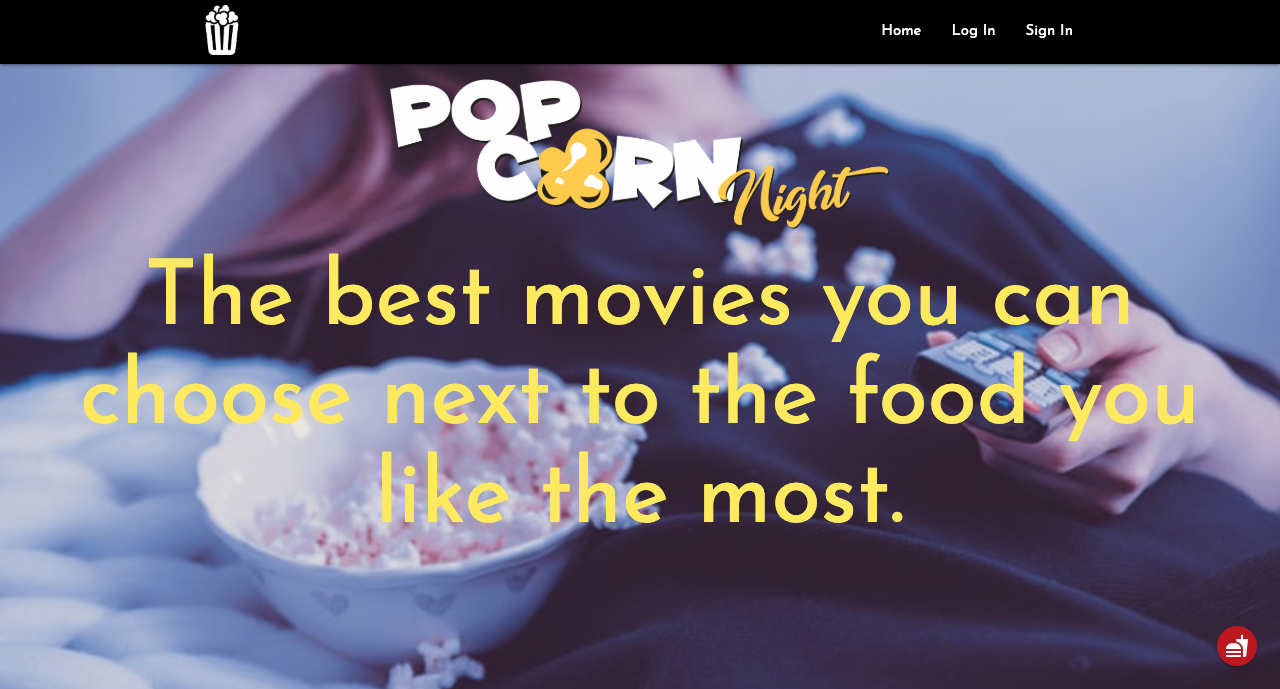 Home Log In Sign In
POP
CORN
Night
The best movies you can
choose next to the food you
like the most.